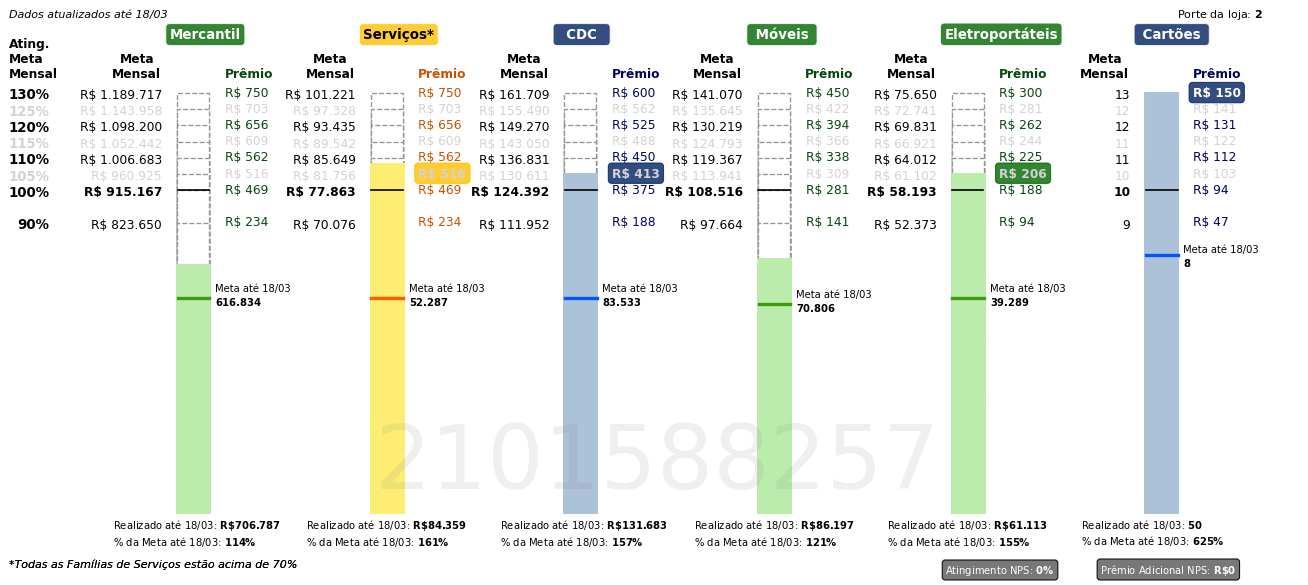 Dados atualizados até 18/03 Porte da loja: 2
Mercantil Serviços* CDC Móveis Eletroportáteis Cartões
Ating. Meta Mensal Meta Mensal Prêmio Meta Mensal Prêmio Meta Mensal Prêmio Meta Mensal Prêmio Meta Mensal Prêmio Meta Mensal Prêmio
130% R$ 1.189.717 R$ 750 R$ 101.221 R$ 750 R$ 161.709 R$ 600 R$ 141.070 R$ 450 R$ 75.650 R$ 300 13 R$ 150
125% R$ 1.143.958 R$ 703 R$ 97.328 R$ 703 R$ 155.490 R$ 562 R$ 135.645 R$ 422 R$ 72.741 R$ 281 12 R$ 141
120% R$ 1.098.200 R$ 656 R$ 93.435 R$ 656 R$ 149.270 R$ 525 R$ 130.219 R$ 394 R$ 69.831 R$ 262 12 R$ 131
115% R$ 1.052.442 R$ 609 R$ 89.542 R$ 609 R$ 143.050 R$ 488 R$ 124.793 R$ 366 R$ 66.921 R$ 244 11 R$ 122
110% R$ 1.006.683 R$ 562 R$ 85.649 R$ 562 R$ 136.831 R$ 450 R$ 119.367 R$ 338 R$ 64.012 R$ 225 11 R$ 112
105% R$ 960.925 R$ 516 R$ 81.756 R$ 516 R$ 130.611 R$ 413 R$ 113.941 R$ 309 R$ 61.102 R$ 206 10 R$ 103
100% R$ 915.167 R$ 469 R$ 77.863 R$ 469 R$ 124.392 R$ 375 R$ 108.516 R$ 281 R$ 58.193 R$ 188 10 R$ 94
90% R$ 823.650 R$ 234 R$ 70.076 R$ 234 R$ 111.952 R$ 188 R$ 97.664 R$ 141 R$ 52.373 R$ 94 9 R$ 47
Meta até 18/03
8
Meta até 18/03 Meta até 18/03 Meta até 18/03 Meta até 18/03 Meta até 18/03
616.834 52.287 83.533 70.806 39.289
2101588257
Realizado até 18/03: R$706.787 Realizado até 18/03: R$84.359 Realizado até 18/03: R$131.683 Realizado até 18/03: R$86.197 Realizado até 18/03: R$61.113 Realizado até 18/03: 50
% da Meta até 18/03: 114% % da Meta até 18/03: 161% % da Meta até 18/03: 157% % da Meta até 18/03: 121% % da Meta até 18/03: 155% % da Meta até 18/03: 625%
*Todas as Famílias de Serviços estão acima de 70% Atingimento NPS: 0% Prêmio Adicional NPS: R$0